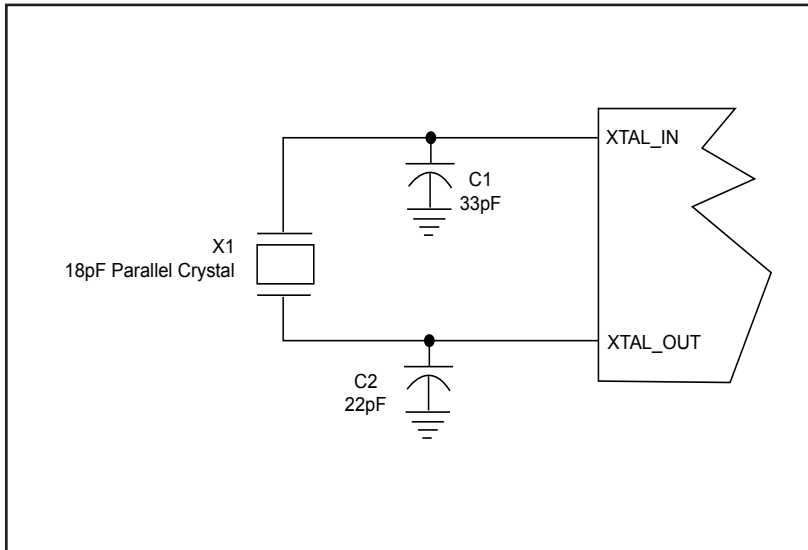 XTAL_IN
C1
33pF
X1
18pF Parallel Crystal
XTAL_OUT
C2
22pF